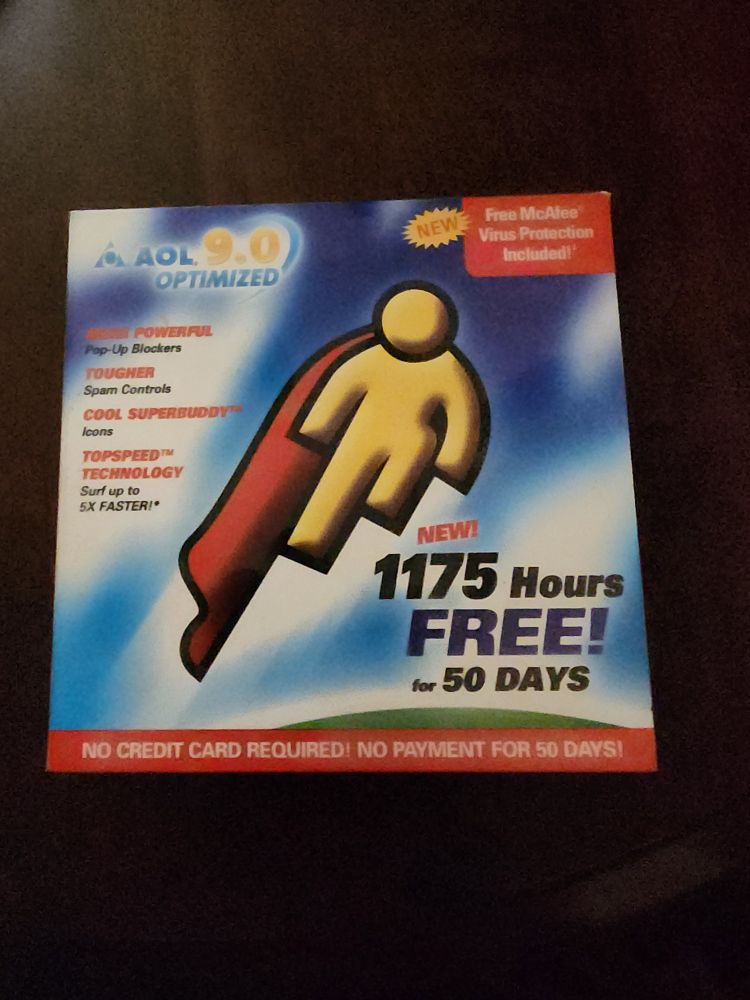 AOL. 9.0
OPTIMIZED
NEW
Free McAfee®
Virus Protection
Included!‡
MORE POWERFUL
Pop-Up Blockers
TOUGHER
Spam Controls
COOL SUPERBUDDY™
Icons
TOPSPEED™
TECHNOLOGY
Surf up to
5X FASTER!*
NEW!
1175 Hours
FREE!
for 50 DAYS
NO CREDIT CARD REQUIRED! NO PAYMENT FOR 50 DAYS!